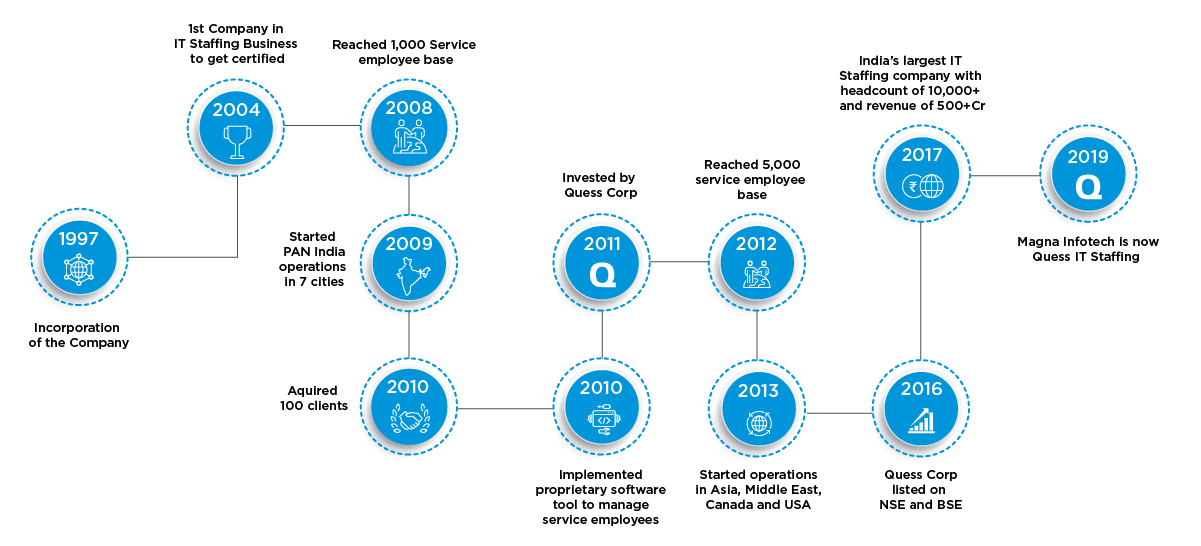 1997
Incorporation
of the Company
1st Company in
IT Staffing Business
to get certified
2004
Reached 1,000 Service
employee base
2008
Started
PAN India
operations
in 7 cities
2009
Aquired
100 clients
2010
2010
</>
Implemented
proprietary software
tool to manage
service employees
Invested by
Quess Corp
2011
Q
Reached 5,000
service employee
base
2012
2013
Started operations
in Asia, Middle East,
Canada and USA
2016
Quess Corp
listed on
NSE and BSE
India's largest IT
Staffing company with
headcount of 10,000+
and revenue of 500+Cr
2017
₹
2019
Q
Magna Infotech is now
Quess IT Staffing